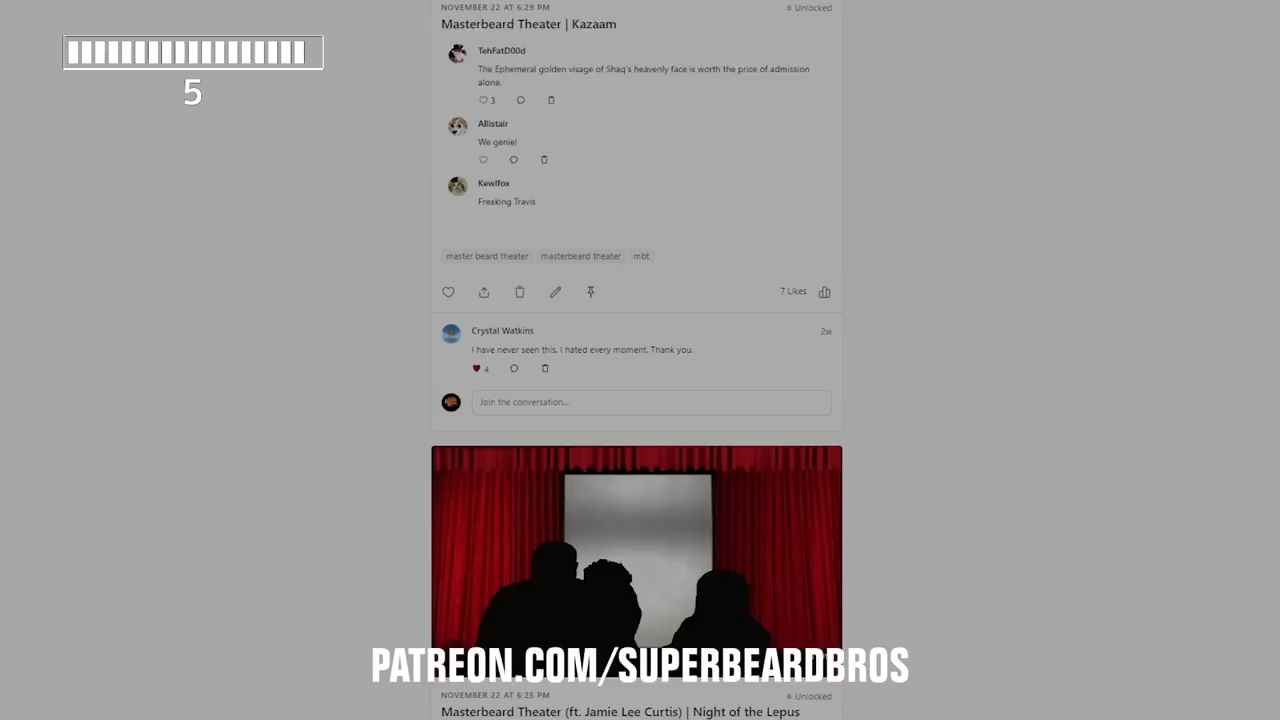 NOVEMBER 22 AT 6:29 PM
Unlocked
Masterbeard Theater | Kazaam
5
TehFatD00d
The Ephemeral golden visage of Shaq's heavenly face is worth the price of admission
alone.
3
Allistair
We genie!
Kewlfox
Freaking Travis
master beard theater masterbeard theater mbt
7 Likes
Crystal Watkins
2w
I have never seen this. I hated every moment. Thank you.
4
Join the conversation...
PATREON.COM/SUPERBEARDBROS
NOVEMBER 22 AT 6:25 PM
6 Unlocked
Masterbeard Theater (ft. Jamie Lee Curtis) | Night of the Lepus